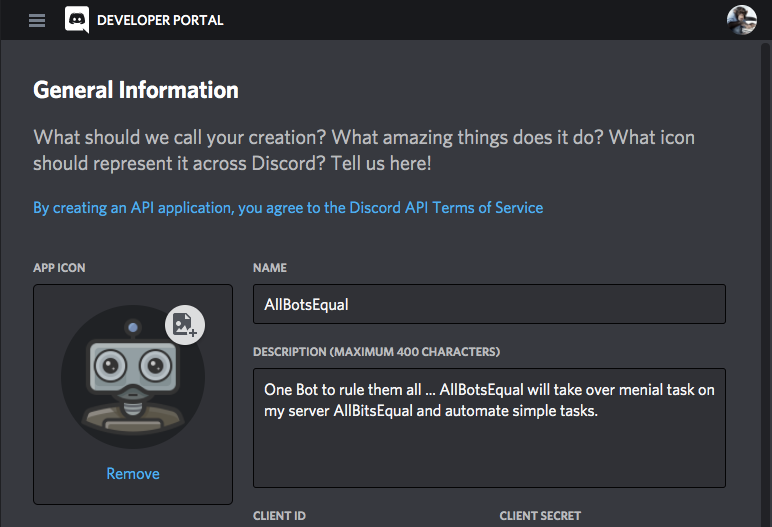 DEVELOPER PORTAL
General Information
What should we call your creation? What amazing things does it do? What icon
should represent it across Discord? Tell us here!
By creating an API application, you agree to the Discord API Terms of Service
APP ICON
Remove
NAME
AllBotsEqual
DESCRIPTION (MAXIMUM 400 CHARACTERS)
One Bot to rule them all ... AllBotsEqual will take over menial task on
my server AllBitsEqual and automate simple tasks.
CLIENT ID
CLIENT SECRET